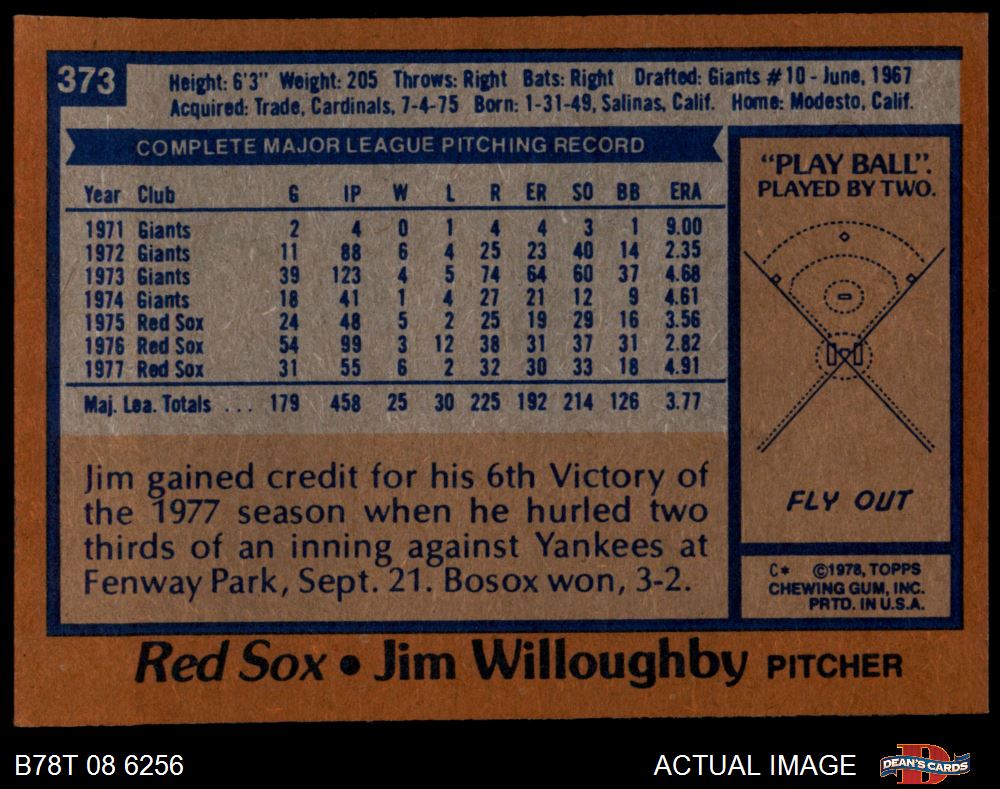 373
Height: 6'3" Weight: 205 Throws: Right Bats: Right Drafted: Giants #10 - June, 1967
Acquired: Trade, Cardinals, 7-4-75 Born: 1-31-49, Salinas, Calif. Home: Modesto, Calif.
COMPLETE MAJOR LEAGUE PITCHING RECORD
Year Club G IP W L R ER SO BB ERA
1971 Giants 2 4 0 1 4 4 3 1 9.00
1972 Giants 11 88 6 4 25 23 40 14 2.35
1973 Giants 39 123 4 5 74 64 60 37 4.68
1974 Giants 18 41 1 4 27 21 12 9 4.61
1975 Red Sox 24 48 5 2 25 19 29 16 3.56
1976 Red Sox 54 99 3 12 38 31 37 31 2.82
1977 Red Sox 31 55 6 2 32 30 33 18 4.91
Maj. Lea. Totals ... 179 458 25 30 225 192 214 126 3.77
Jim gained credit for his 6th Victory of
the 1977 season when he hurled two
thirds of an inning against Yankees at
Fenway Park, Sept. 21. Bosox won, 3-2.
"PLAY BALL".
PLAYED BY TWO.
FLY OUT
C* ©1978, TOPPS
CHEWING GUM, INC.
PRTD. IN U.S.A.
Red Sox • Jim Willoughby PITCHER
B78T 08 6256
ACTUAL IMAGE
DEAN'S CARDS